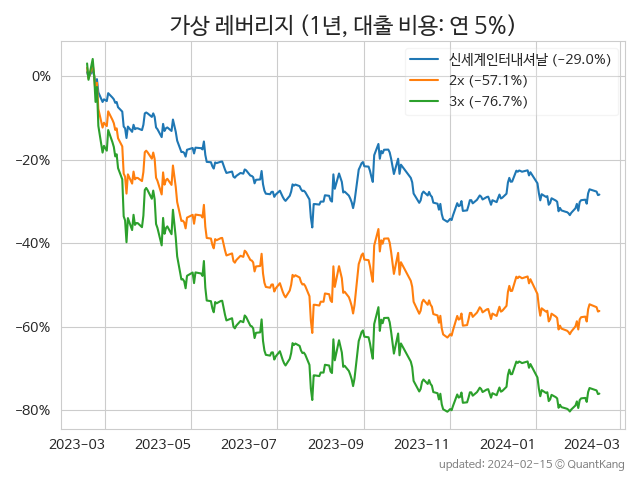 가상 레버리지 (1년, 대출 비용: 연 5%)
신세계인터내셔날 (−29.0%)
2x (−57.1%)
3x (−76.7%)
0%
−20%
−40%
−60%
−80%
2023−03 2023−05 2023−07 2023−09 2023−11 2024−01 2024−03
updated: 2024-02-15 © QuantKang